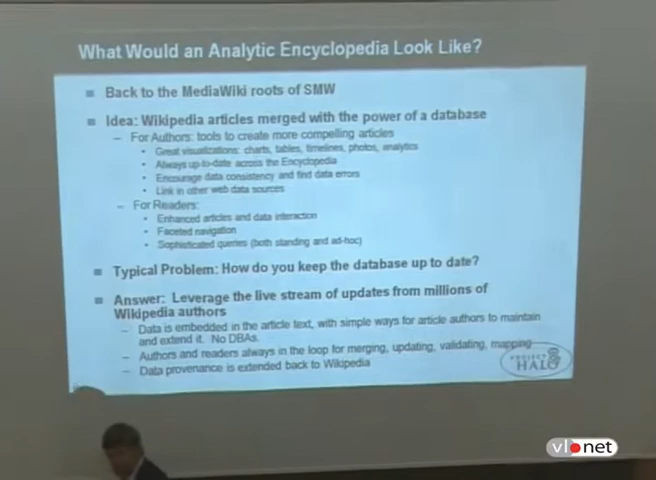 What Would an Analytic Encyclopedia Look Like?
Back to the MediaWiki roots of SMW
Idea: Wikipedia articles merged with the power of a database
– For Authors: tools to create more compelling articles
• Great visualizations: charts, tables, timelines, photos, analytics
• Always up-to-date across the Encyclopedia
• Encourage data consistency and find data errors
• Link in other web data sources
– For Readers:
• Enhanced articles and data interaction
• Faceted navigation
• Sophisticated queries (both standing and ad-hoc)
Typical Problem: How do you keep the database up to date?
Answer: Leverage the live stream of updates from millions of
Wikipedia authors
– Data is embedded in the article text, with simple ways for article authors to maintain
and extend it. No DBAs.
– Authors and readers always in the loop for merging, updating, validating, mapping
– Data provenance is extended back to Wikipedia
PROJECT
HALO
vl net